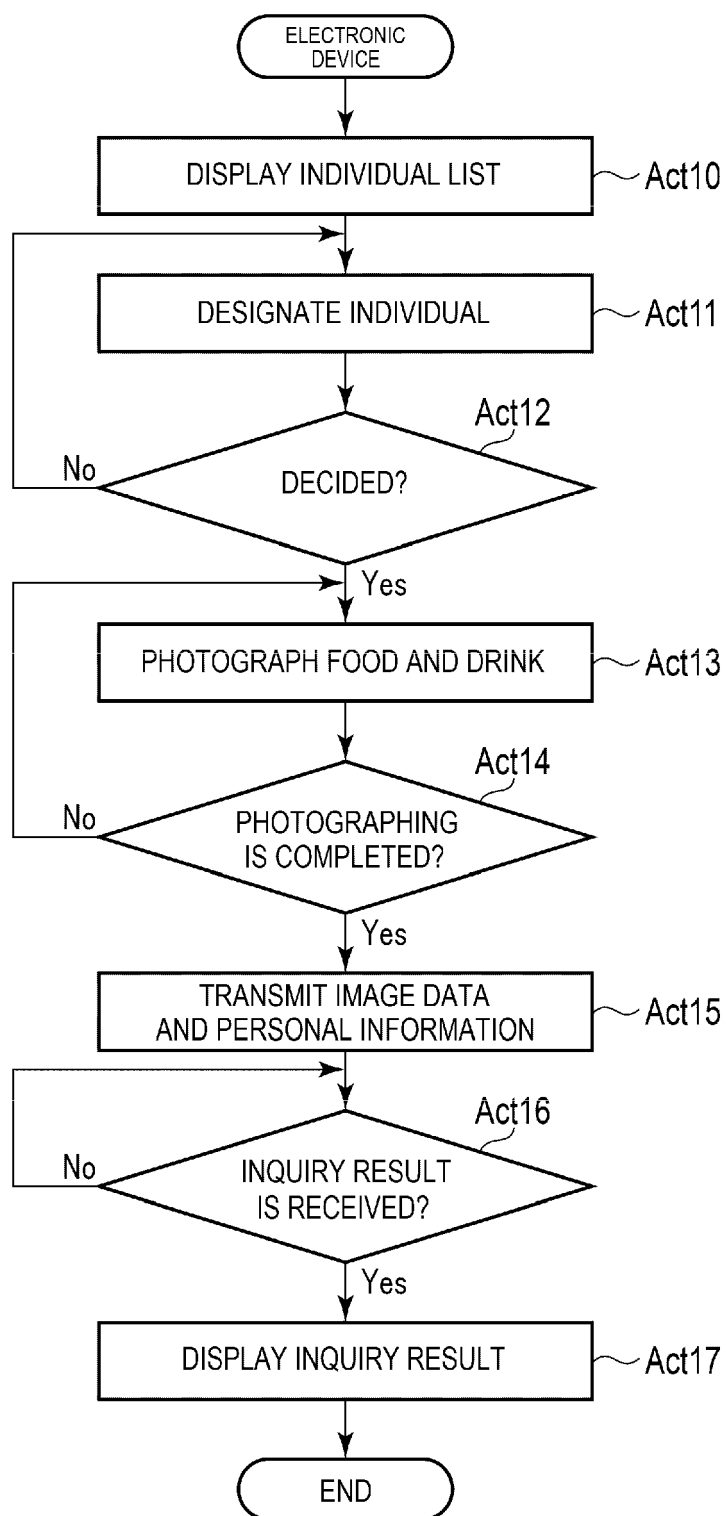 ELECTRONIC
DEVICE
DISPLAY INDIVIDUAL LIST
Act10
DESIGNATE INDIVIDUAL
Act11
Act12
No
DECIDED?
Yes
PHOTOGRAPH FOOD AND DRINK
Act13
Act14
No
PHOTOGRAPHING
IS COMPLETED?
Yes
TRANSMIT IMAGE DATA
AND PERSONAL INFORMATION
Act15
Act16
No
INQUIRY RESULT
IS RECEIVED?
Yes
DISPLAY INQUIRY RESULT
Act17
END